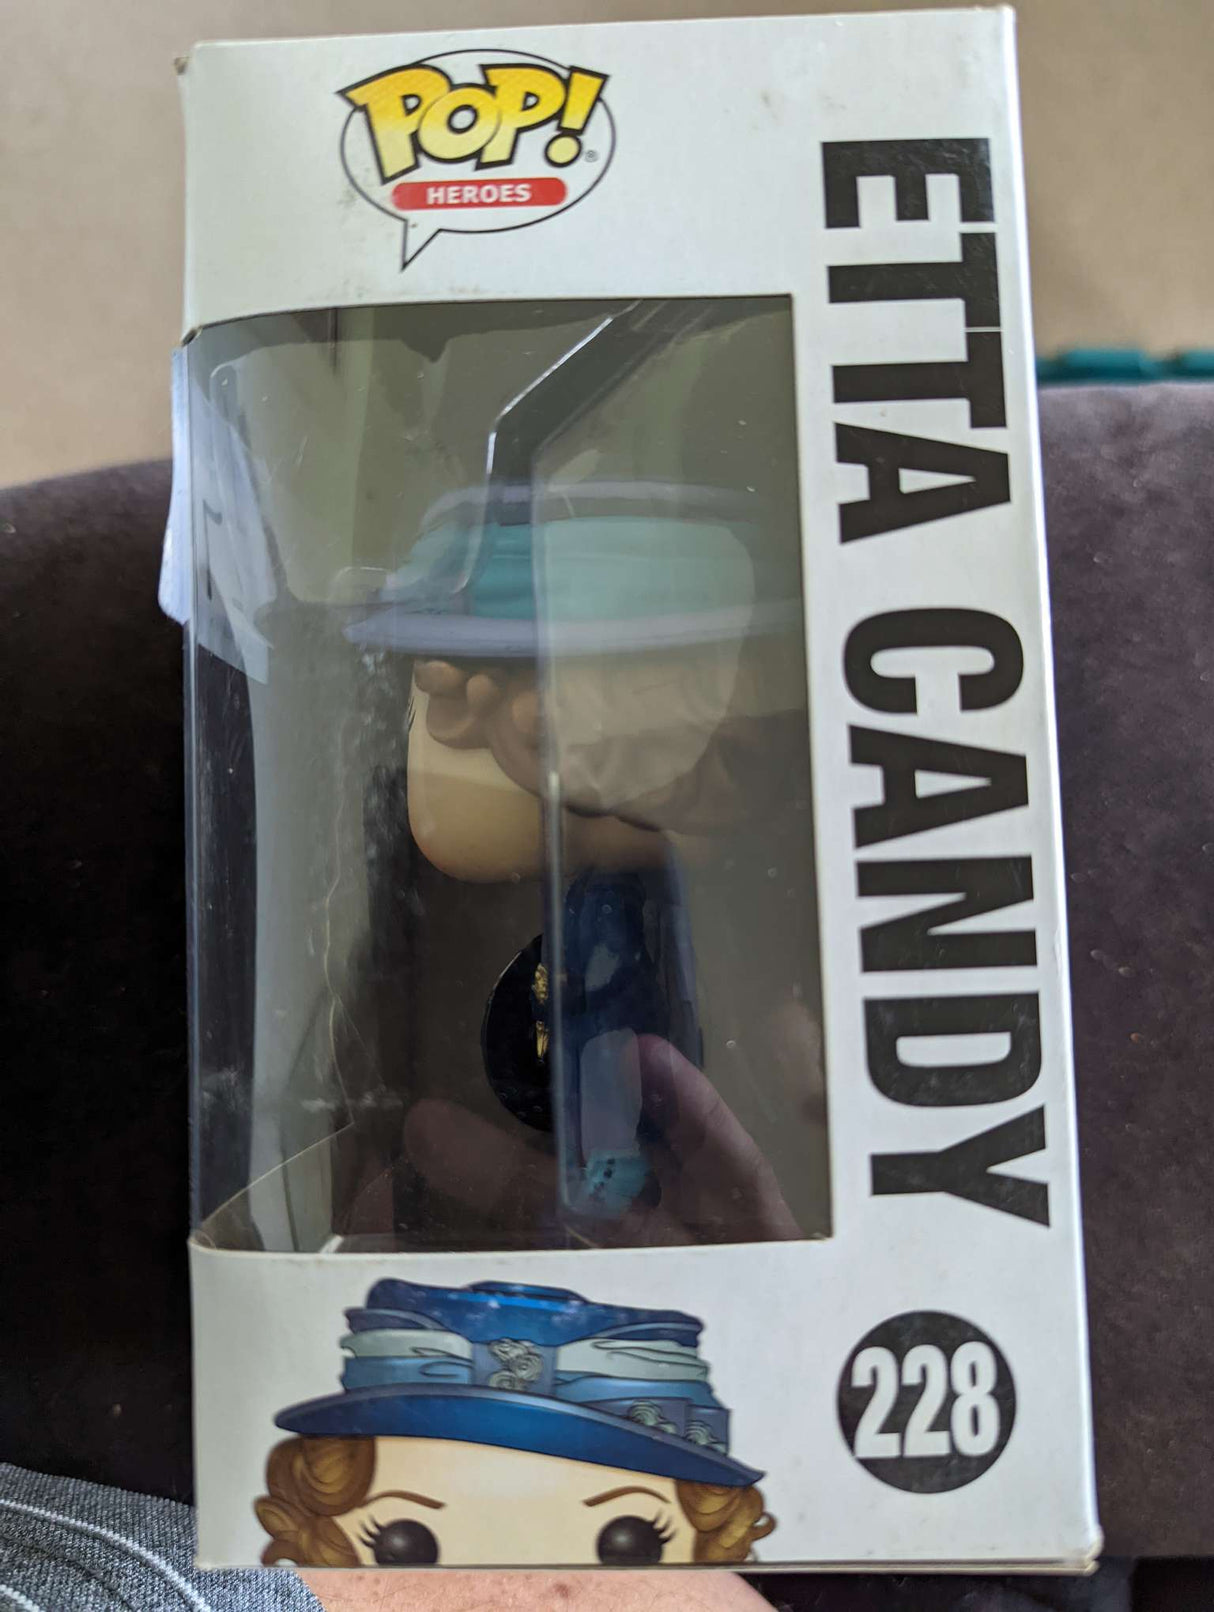 POP!
®
HEROES
ETTA CANDY
228